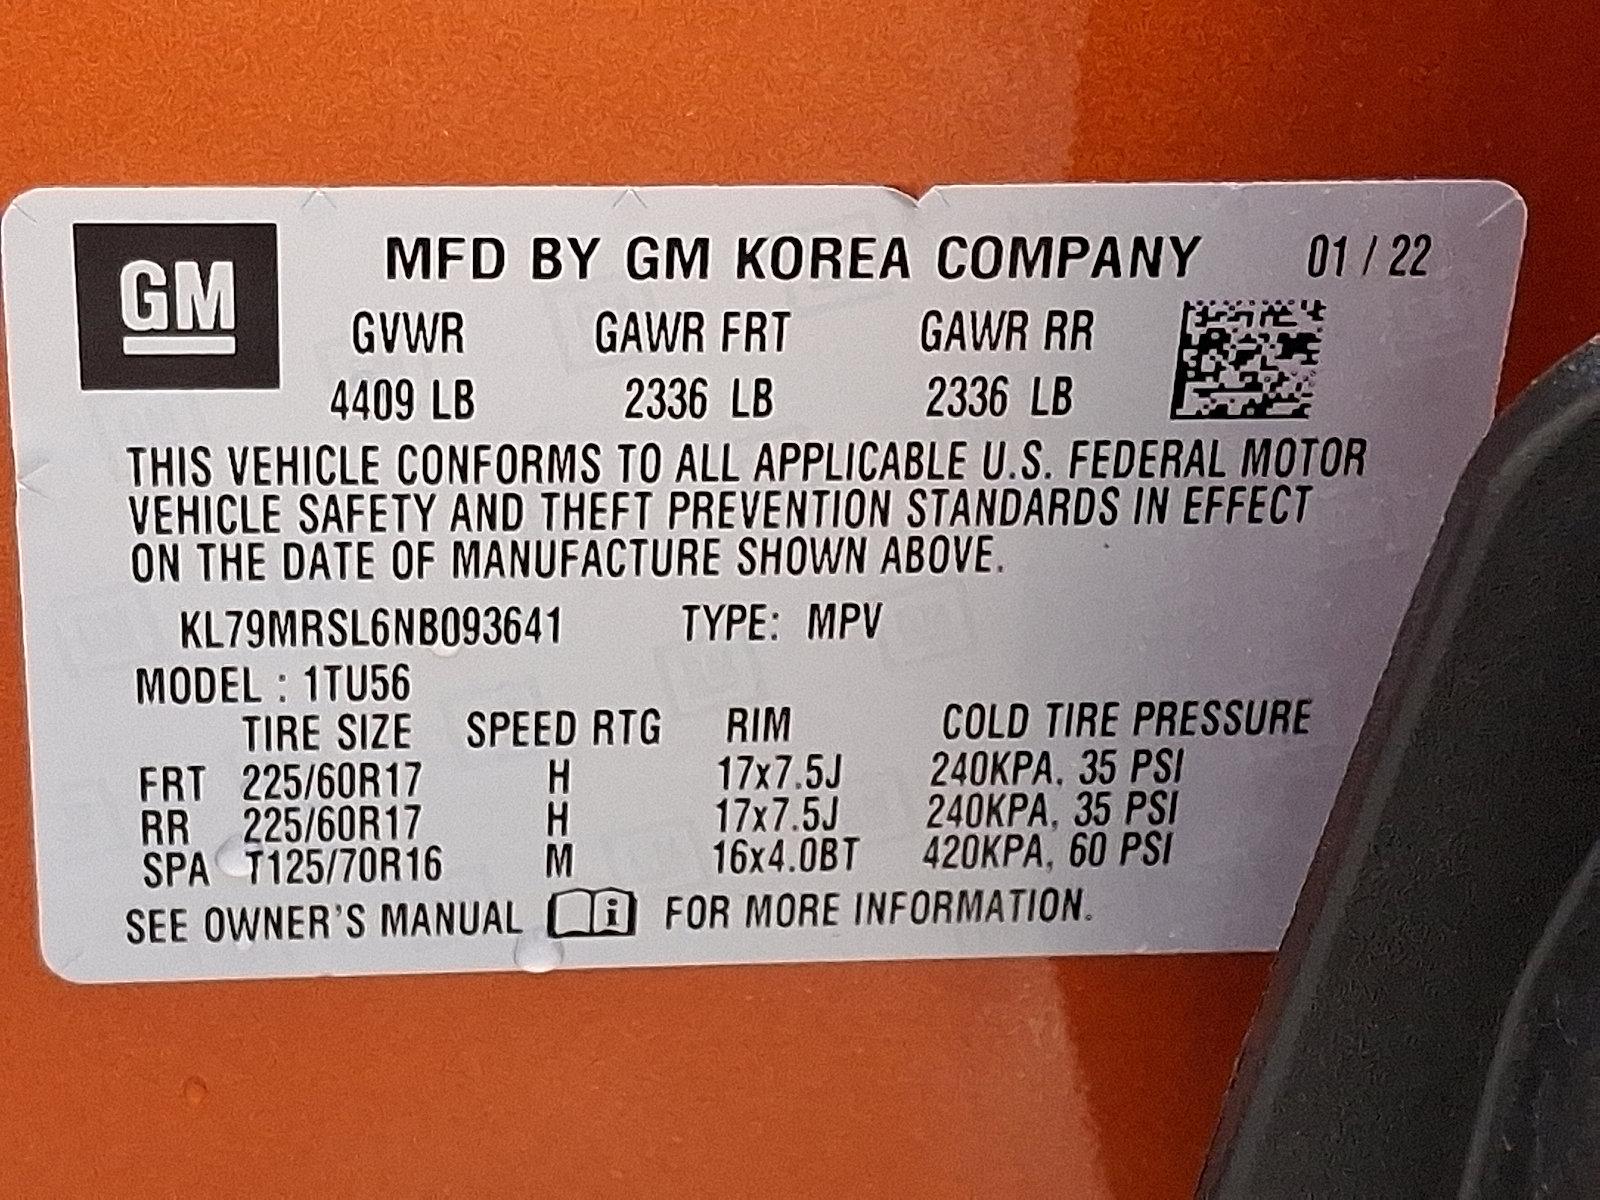 GM
MFD BY GM KOREA COMPANY 01 / 22
GVWR GAWR FRT GAWR RR
4409 LB 2336 LB 2336 LB
THIS VEHICLE CONFORMS TO ALL APPLICABLE U.S. FEDERAL MOTOR
VEHICLE SAFETY AND THEFT PREVENTION STANDARDS IN EFFECT
ON THE DATE OF MANUFACTURE SHOWN ABOVE.
KL79MRSL6NB093641 TYPE: MPV
MODEL : 1TU56
TIRE SIZE SPEED RTG RIM COLD TIRE PRESSURE
FRT 225/60R17 H 17x7.5J 240KPA, 35 PSI
RR 225/60R17 H 17x7.5J 240KPA, 35 PSI
SPA T125/70R16 M 16x4.0BT 420KPA, 60 PSI
SEE OWNER'S MANUAL i FOR MORE INFORMATION.